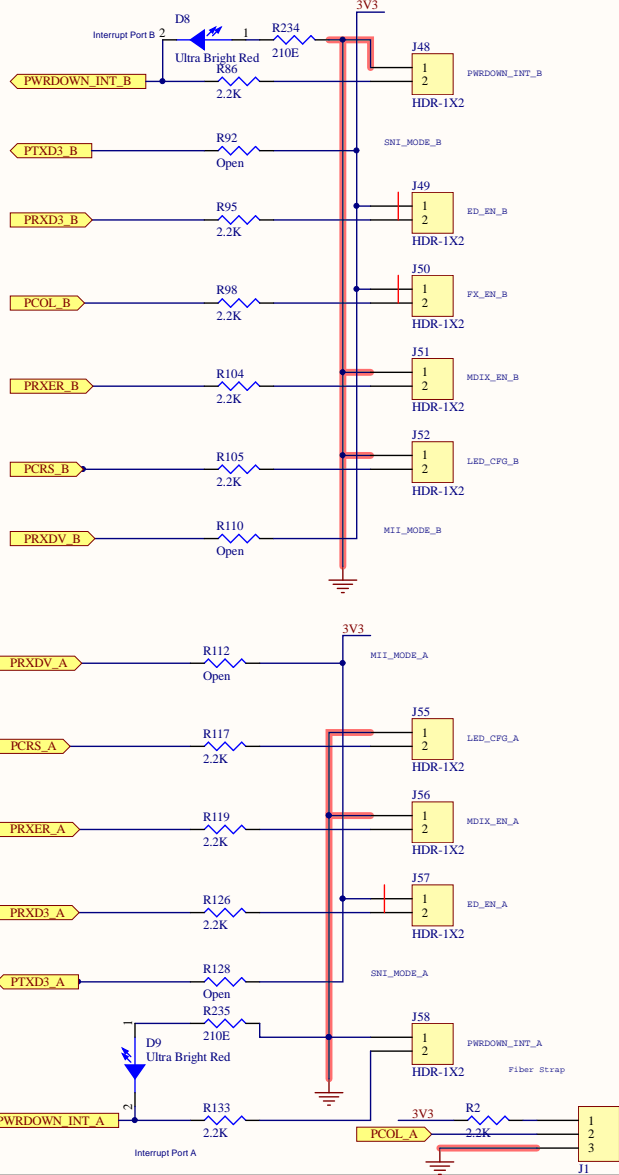 3V3
D8
Interrupt Port B
2
1
R234
Ultra Bright Red
210E
J48
1
PWRDOWN_INT_B
R86
2
PWRDOWN_INT_B
2.2K
HDR-1X2
R92
SNI_MODE_B
PTXD3_B
Open
J49
R95
1
ED_EN_B
PRXD3_B
2
2.2K
HDR-1X2
J50
R98
1
FX_EN_B
PCOL_B
2
2.2K
HDR-1X2
J51
R104
1
MDIX_EN_B
PRXER_B
2
2.2K
HDR-1X2
J52
R105
1
LED_CFG_B
PCRS_B
2
2.2K
HDR-1X2
R110
MII_MODE_B
PRXDV_B
Open
3V3
R112
MII_MODE_A
PRXDV_A
Open
J55
R117
1
LED_CFG_A
PCRS_A
2
2.2K
HDR-1X2
J56
R119
1
MDIX_EN_A
PRXER_A
2
2.2K
HDR-1X2
J57
R126
1
ED_EN_A
PRXD3_A
2
2.2K
HDR-1X2
R128
SNI_MODE_A
PTXD3_A
Open
R235
J58
1
210E
1
PWRDOWN_INT_A
D9
2
Ultra Bright Red
HDR-1X2
Fiber Strap
2
R133
3V3
R2
PWRDOWN_INT_A
1
2.2K
PCOL_A
2.2K
2
Interrupt Port A
3
J1